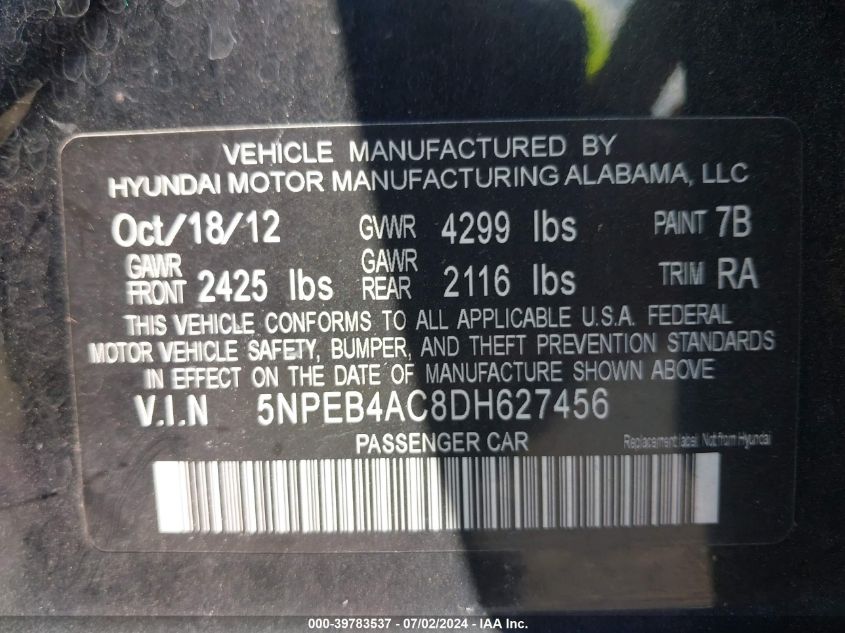 VEHICLE MANUFACTURED BY
HYUNDAI MOTOR MANUFACTURING ALABAMA, LLC
Oct/18/12 GVWR 4299 lbs PAINT 7B
GAWR FRONT 2425 lbs GAWR REAR 2116 lbs TRIM RA
THIS VEHICLE CONFORMS TO ALL APPLICABLE U.S.A. FEDERAL
MOTOR VEHICLE SAFETY, BUMPER, AND THEFT PREVENTION STANDARDS
IN EFFECT ON THE DATE OF MANUFACTURE SHOWN ABOVE
V.I.N 5NPEB4AC8DH627456
PASSENGER CAR Replacement label. Not from Hyundai
000-39783537 - 07/02/2024 - IAA Inc.